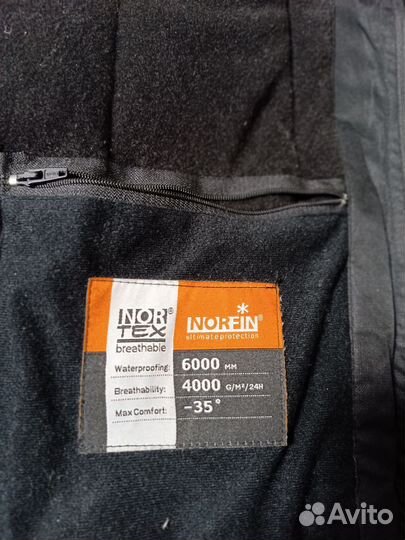 NOR®
TEX
breathable
NORFIN
ultimate protection
Waterproofing: 6000 MM
Breathability: 4000 G/M²/24H
Max Comfort: -35°
Avito